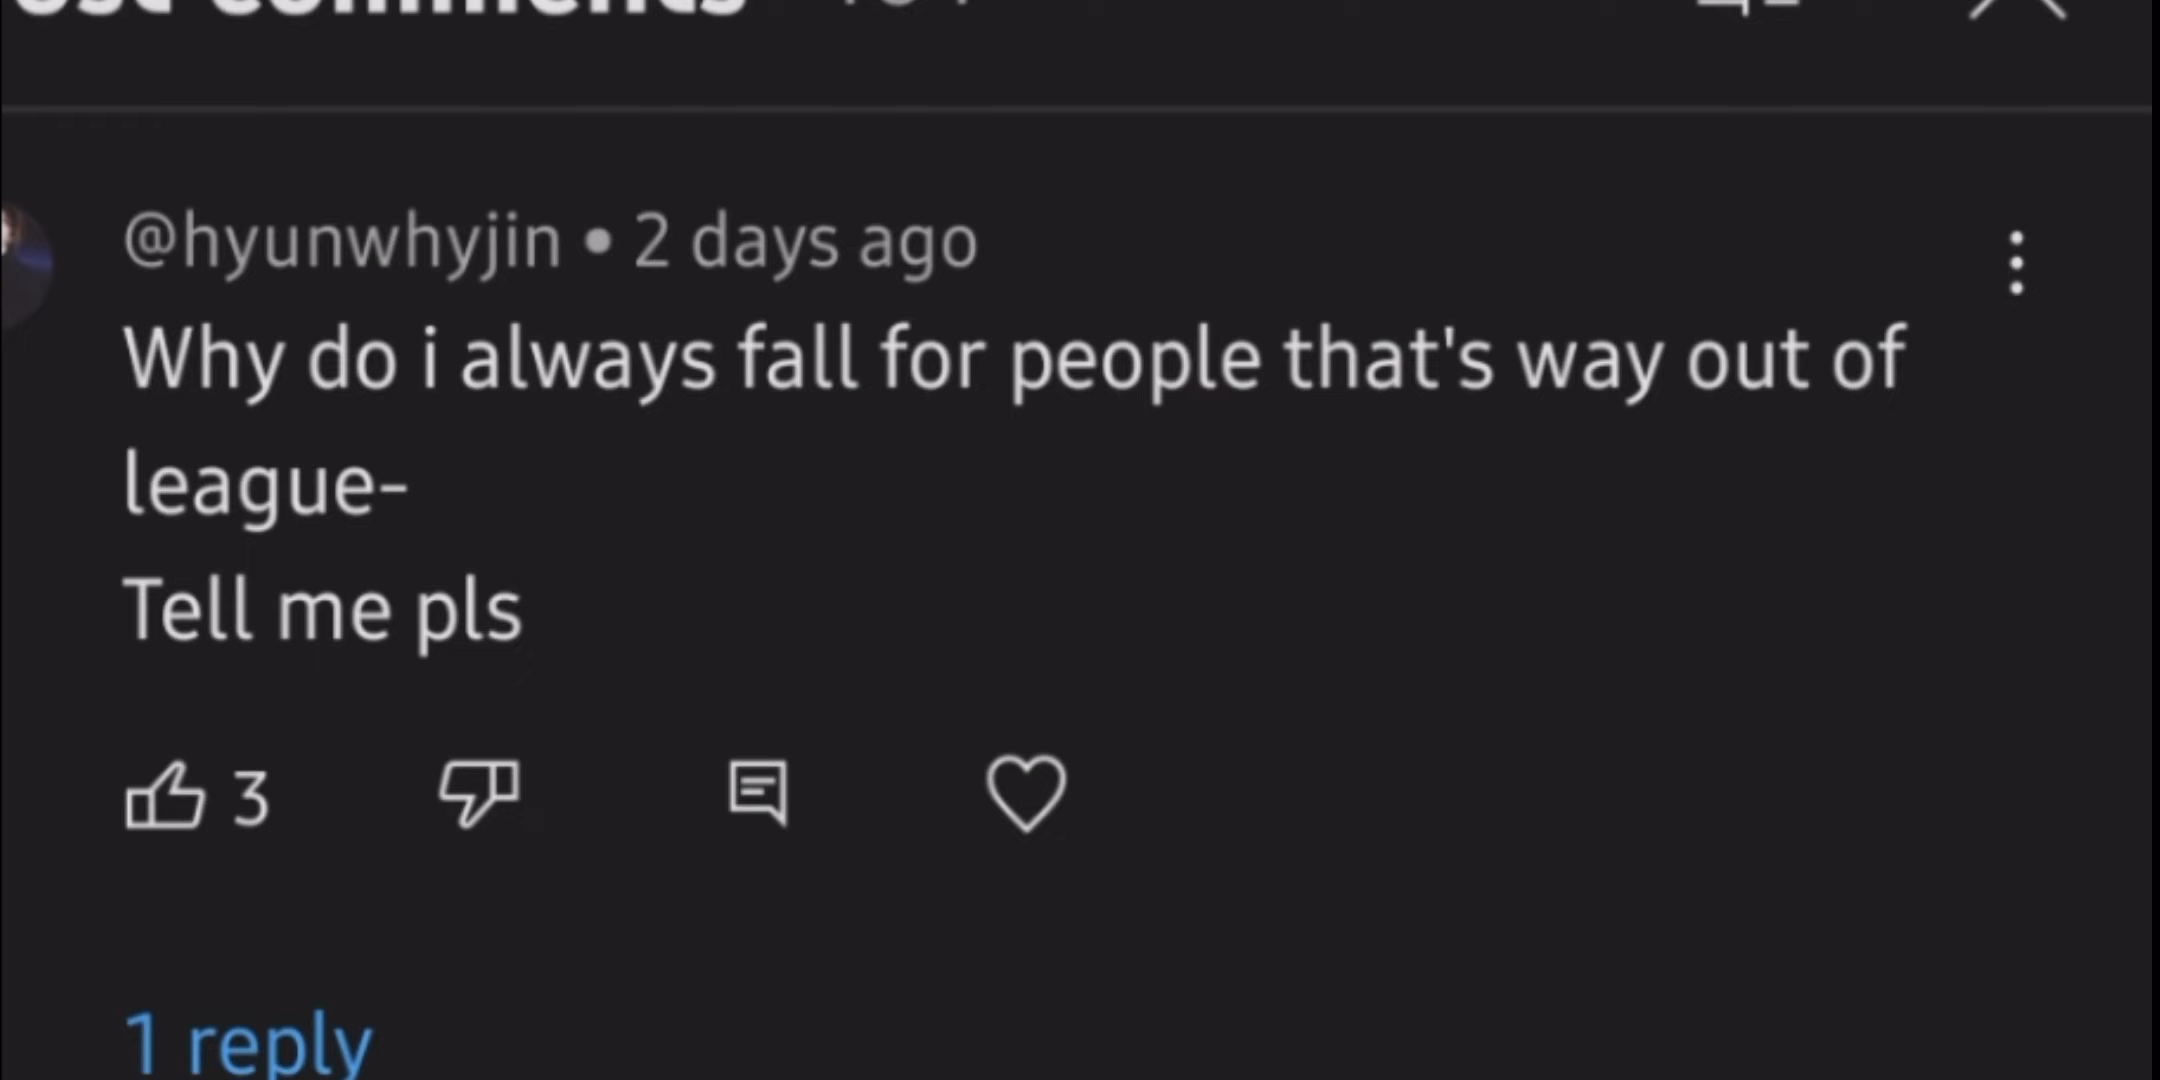 comments
@hyunwhyjin • 2 days ago
Why do i always fall for people that's way out of
league-
Tell me pls
3
1 reply